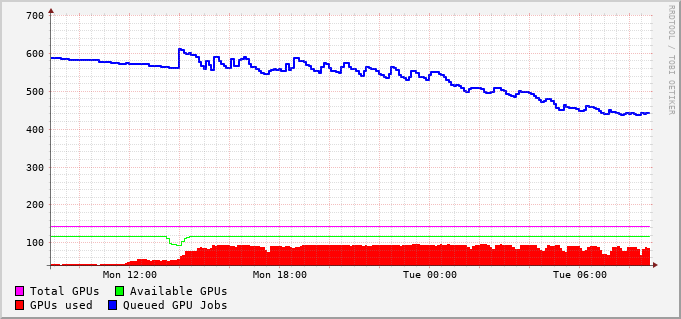 700
600
500
400
300
200
100
Mon 12:00 Mon 18:00 Tue 00:00 Tue 06:00
Total GPUs Available GPUs
GPUs used Queued GPU Jobs
RRDTOOL / TOBI OETIKER